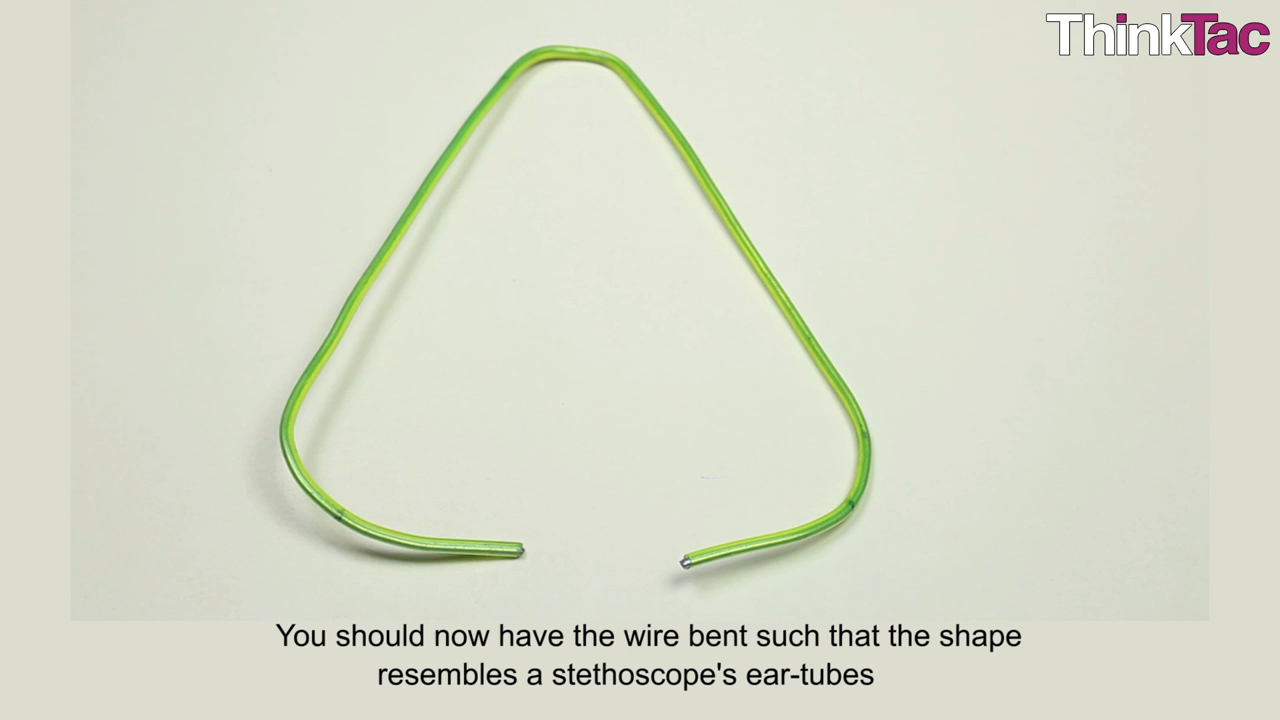 ThinkTac
You should now have the wire bent such that the shape
resembles a stethoscope's ear-tubes